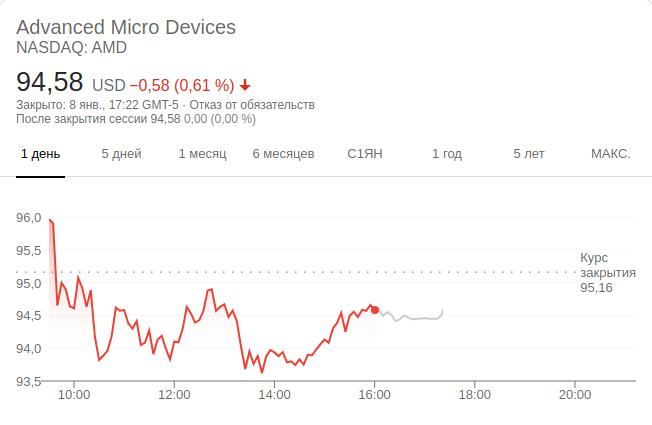 Advanced Micro Devices
NASDAQ: AMD
94,58 USD −0,58 (0,61 %)
Закрыто: 8 янв., 17:22 GMT-5 · Отказ от обязательств
После закрытия сессии 94,58 0,00 (0,00 %)
1 день 5 дней 1 месяц 6 месяцев С1ЯН 1 год 5 лет МАКС.
96,0
95,5
Курс
закрытия
95,16
95,0
94,5
94,0
93,5
10:00 12:00 14:00 16:00 18:00 20:00